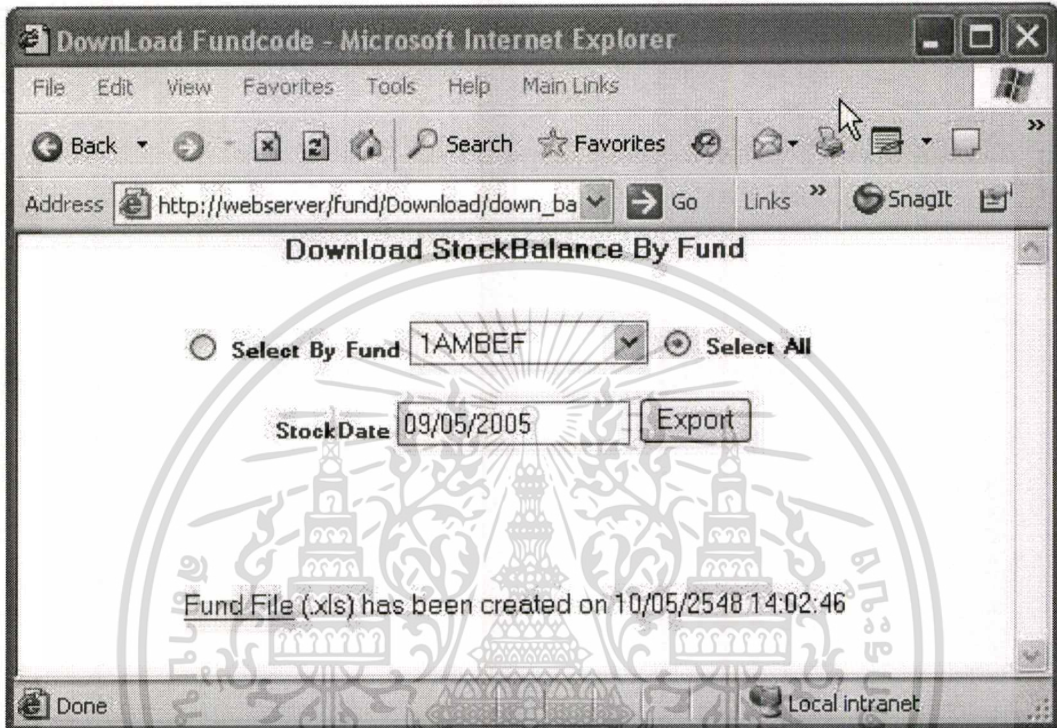 DownLoad Fundcode - Microsoft Internet Explorer
File Edit View Favorites Tools Help Main Links
Back Search Favorites »
Address http://webserver/fund/Download/down_ba Go Links » SnagIt
Download StockBalance By Fund
Select By Fund 1AMBEF Select All
StockDate 09/05/2005 Export
Fund File (.xls) has been created on 10/05/2548 14:02:46
Done Local intranet